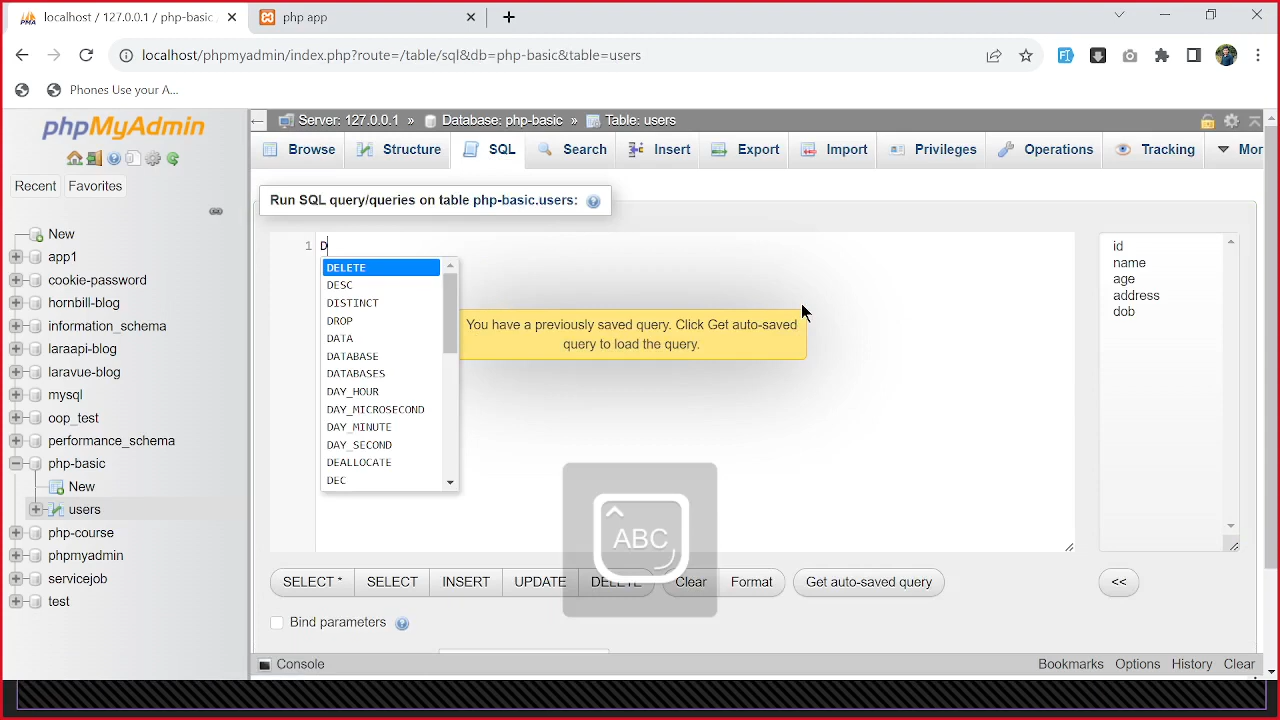 localhost / 127.0.0.1 / php-basic
php app
localhost/phpmyadmin/index.php?route=/table/sql&db=php-basic&table=users
Phones Use your A...
phpMyAdmin
Recent
Favorites
New
app1
cookie-password
hornbill-blog
information_schema
laraapi-blog
laravue-blog
mysql
oop_test
performance_schema
php-basic
New
users
php-course
phpmyadmin
servicejob
test
Server: 127.0.0.1 » Database: php-basic » Table: users
Browse Structure SQL Search Insert Export Import Privileges Operations Tracking Mor
Run SQL query/queries on table php-basic.users:
1 D
DELETE
DESC
DISTINCT
DROP
DATA
DATABASE
DATABASES
DAY_HOUR
DAY_MICROSECOND
DAY_MINUTE
DAY_SECOND
DEALLOCATE
DEC
You have a previously saved query. Click Get auto-saved
query to load the query.
id
name
age
address
dob
ABC
SELECT * SELECT INSERT UPDATE DELETE Clear Format Get auto-saved query <<
Bind parameters
Console
Bookmarks Options History Clear